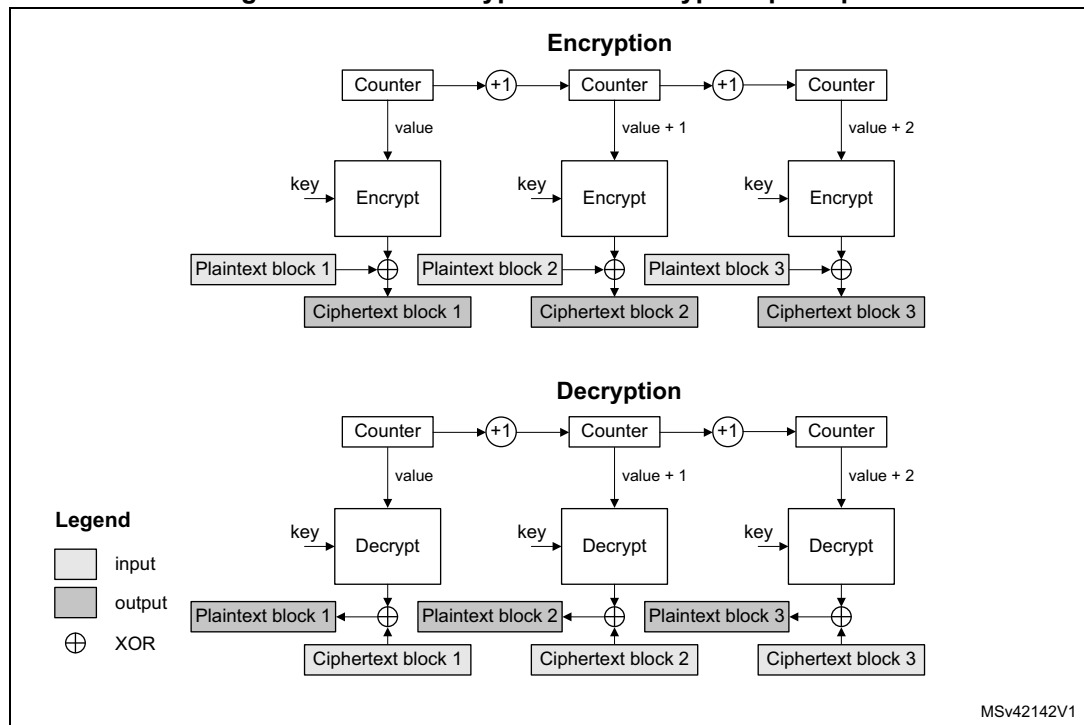 Encryption
Counter +1 Counter +1 Counter
value value + 1 value + 2
key Encrypt key Encrypt key Encrypt
Plaintext block 1 Plaintext block 2 Plaintext block 3
Ciphertext block 1 Ciphertext block 2 Ciphertext block 3
Decryption
Counter +1 Counter +1 Counter
value value + 1 value + 2
key Decrypt key Decrypt key Decrypt
Plaintext block 1 Plaintext block 2 Plaintext block 3
Ciphertext block 1 Ciphertext block 2 Ciphertext block 3
Legend
input
output
XOR
MSv42142V1